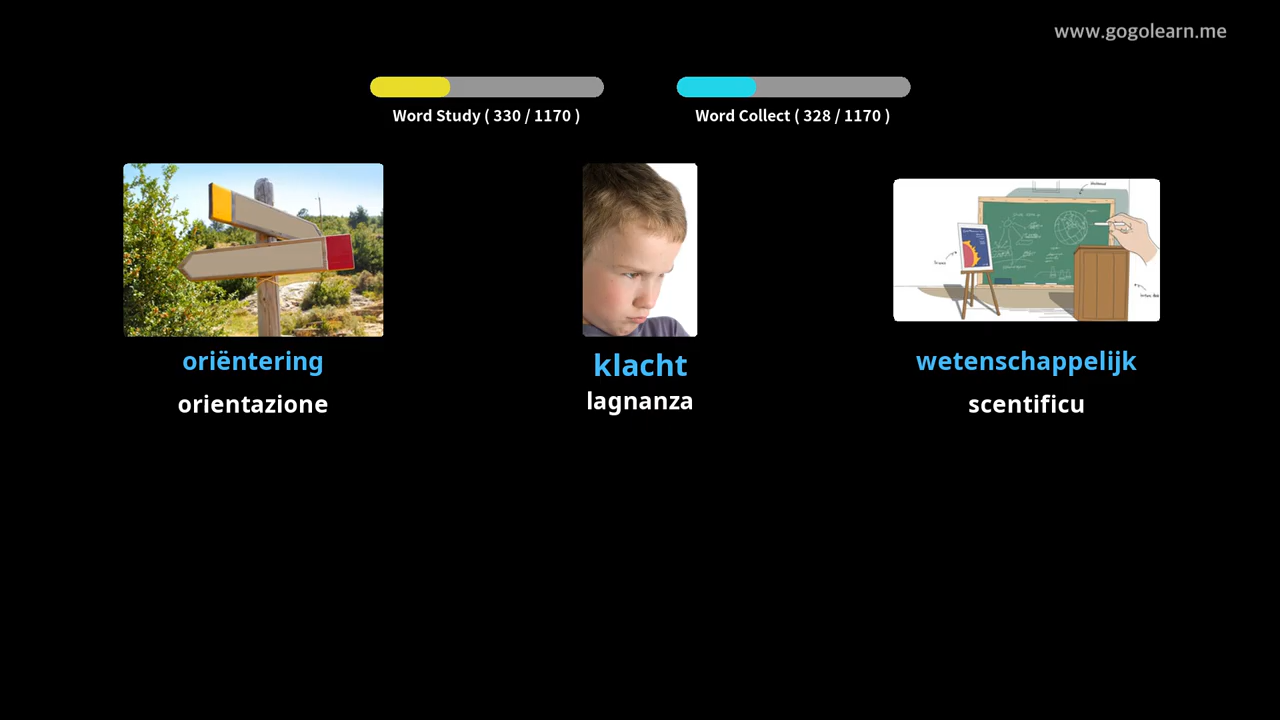 www.gogolearn.me
Word Study ( 330 / 1170 )
Word Collect ( 328 / 1170 )
oriëntering
klacht
wetenschappelijk
orientazione
lagnanza
scentificu